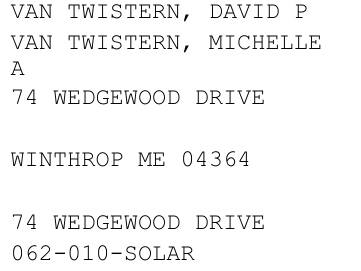 VAN TWISTERN, DAVID P
VAN TWISTERN, MICHELLE
A
74 WEDGEWOOD DRIVE
WINTHROP ME 04364
74 WEDGEWOOD DRIVE
062-010-SOLAR